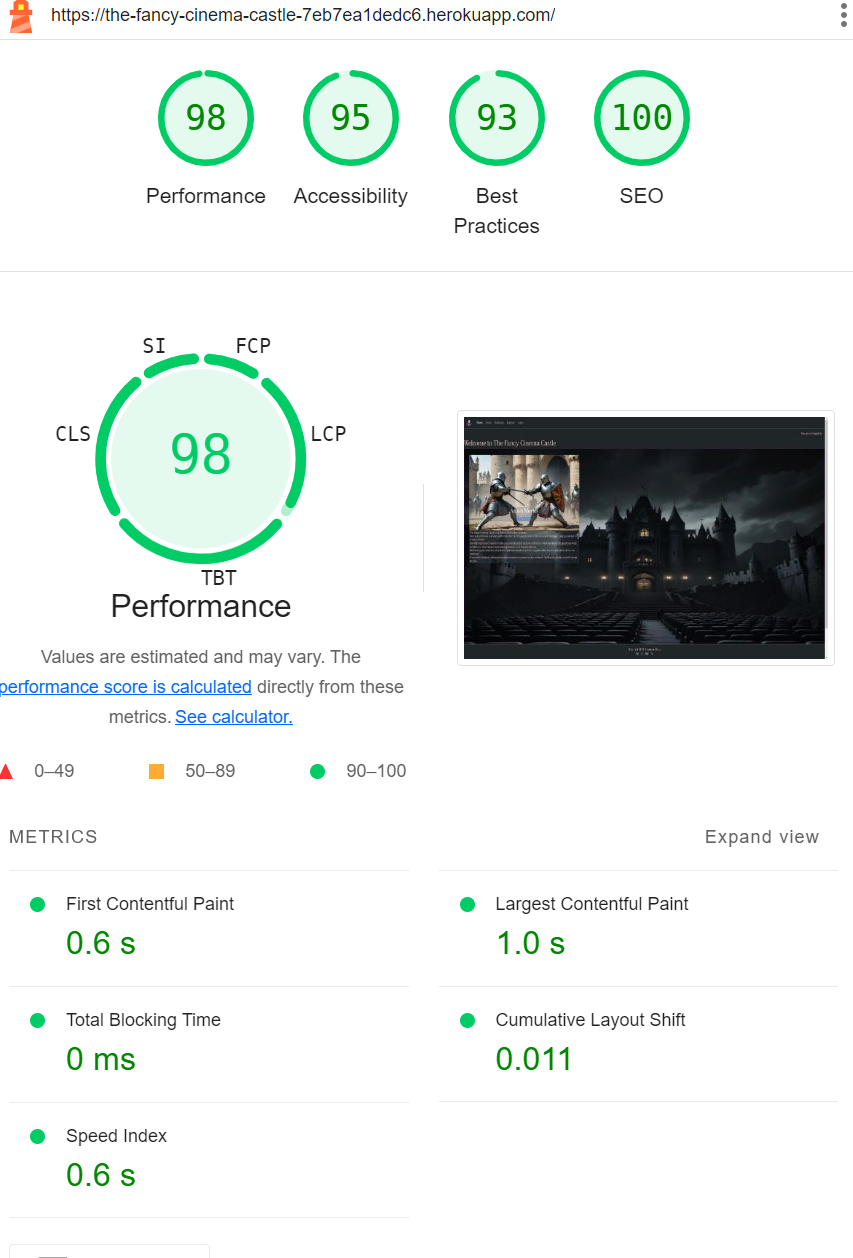 https://the-fancy-cinema-castle-7eb7ea1dedc6.herokuapp.com/
98
95
93
100
Performance
Accessibility
Best
Practices
SEO
SI
FCP
CLS
LCP
98
TBT
Performance
Values are estimated and may vary. The
performance score is calculated directly from these
metrics. See calculator.
0–49
50–89
90–100
Welcome to The Fancy Cinema Castle
METRICS
Expand view
First Contentful Paint
0.6 s
Largest Contentful Paint
1.0 s
Total Blocking Time
0 ms
Cumulative Layout Shift
0.011
Speed Index
0.6 s